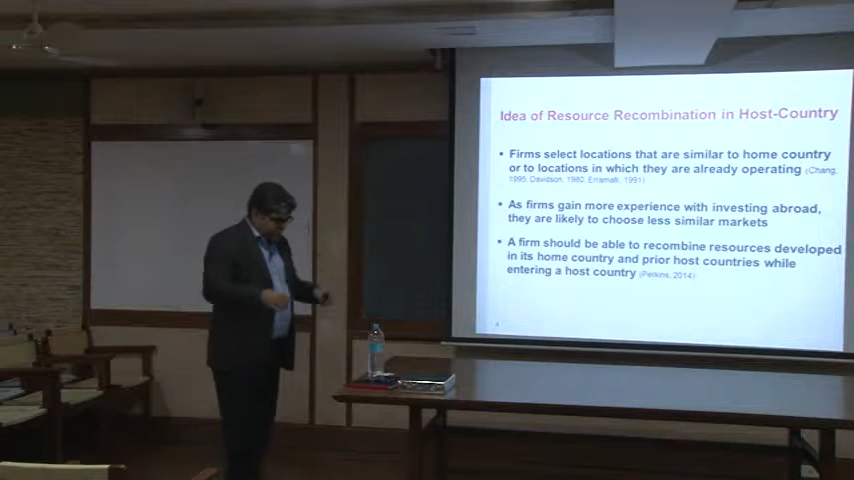 Idea of Resource Recombination in Host-Country
• Firms select locations that are similar to home country
or to locations in which they are already operating (Chang,
1995, Davidson, 1980, Erramalli, 1991)
• As firms gain more experience with investing abroad,
they are likely to choose less similar markets
• A firm should be able to recombine resources developed
in its home country and prior host countries while
entering a host country (Perkins, 2014)
4